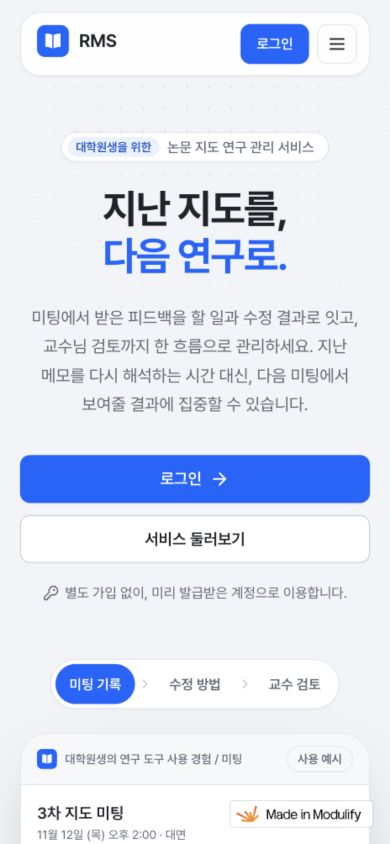 RMS
로그인
대학원생을 위한 논문 지도 연구 관리 서비스
지난 지도를,
다음 연구로.
미팅에서 받은 피드백을 할 일과 수정 결과로 잇고,
교수님 검토까지 한 흐름으로 관리하세요. 지난
메모를 다시 해석하는 시간 대신, 다음 미팅에서
보여줄 결과에 집중할 수 있습니다.
로그인 →
서비스 둘러보기
별도 가입 없이, 미리 발급받은 계정으로 이용합니다.
미팅 기록 > 수정 방법 > 교수 검토
대학원생의 연구 도구 사용 경험 / 미팅 사용 예시
3차 지도 미팅
Made in Modulify
11월 12일 (목) 오후 2:00 · 대면